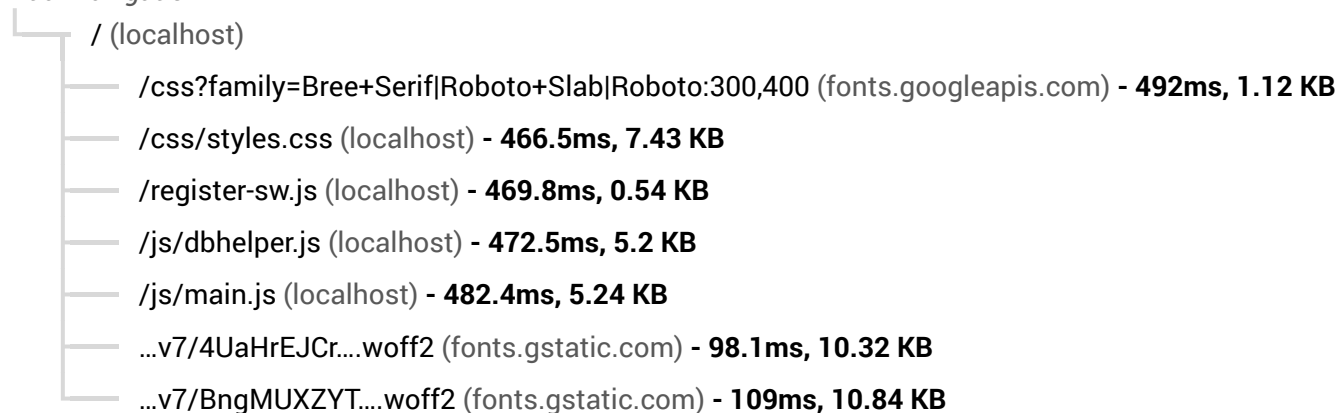 / (localhost)
/css?family=Bree+Serif|Roboto+Slab|Roboto:300,400 (fonts.googleapis.com) - 492ms, 1.12 KB
/css/styles.css (localhost) - 466.5ms, 7.43 KB
/register-sw.js (localhost) - 469.8ms, 0.54 KB
/js/dbhelper.js (localhost) - 472.5ms, 5.2 KB
/js/main.js (localhost) - 482.4ms, 5.24 KB
…v7/4UaHrEJCr….woff2 (fonts.gstatic.com) - 98.1ms, 10.32 KB
…v7/BngMUXZYT….woff2 (fonts.gstatic.com) - 109ms, 10.84 KB